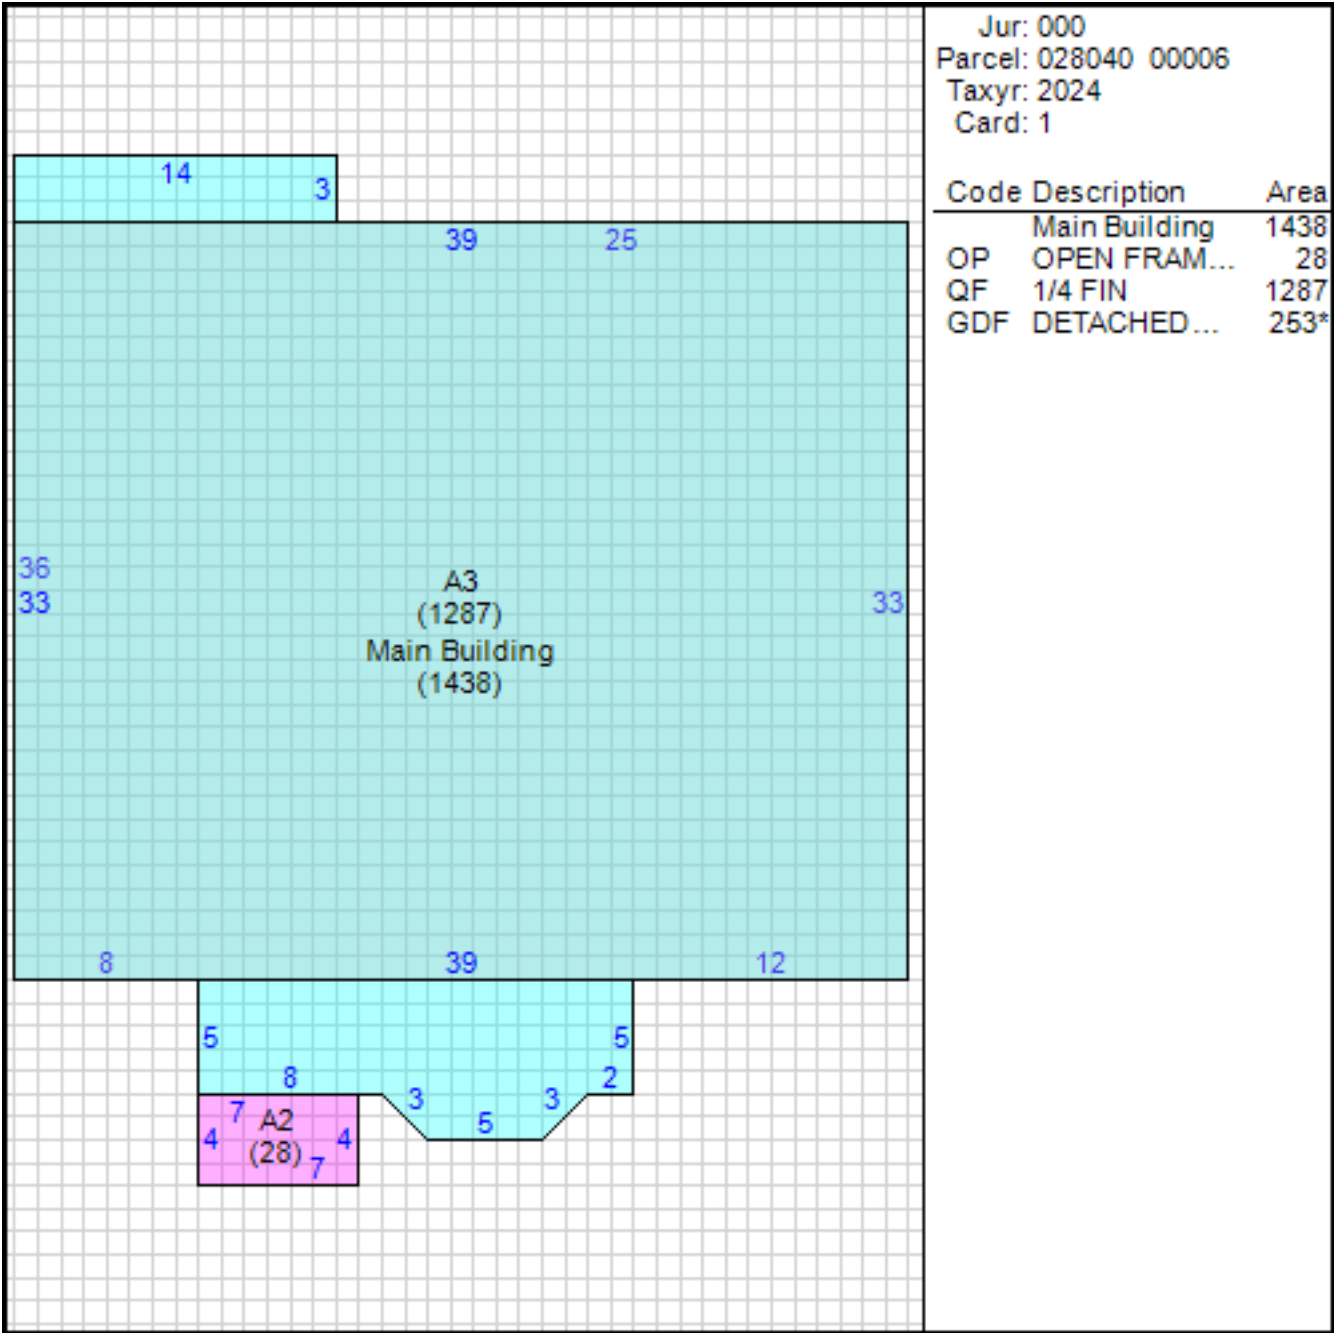 Jur: 000
Parcel: 028040 00006
Taxyr: 2024
Card: 1
Code Description Area
Main Building 1438
OP OPEN FRAM... 28
QF 1/4 FIN 1287
GDF DETACHED... 253*
14
3
39 25
36
33
33
A3
(1287)
Main Building
(1438)
8 39 12
5 5
8 2
3 3
5
7
A2
4 4
(28)
7